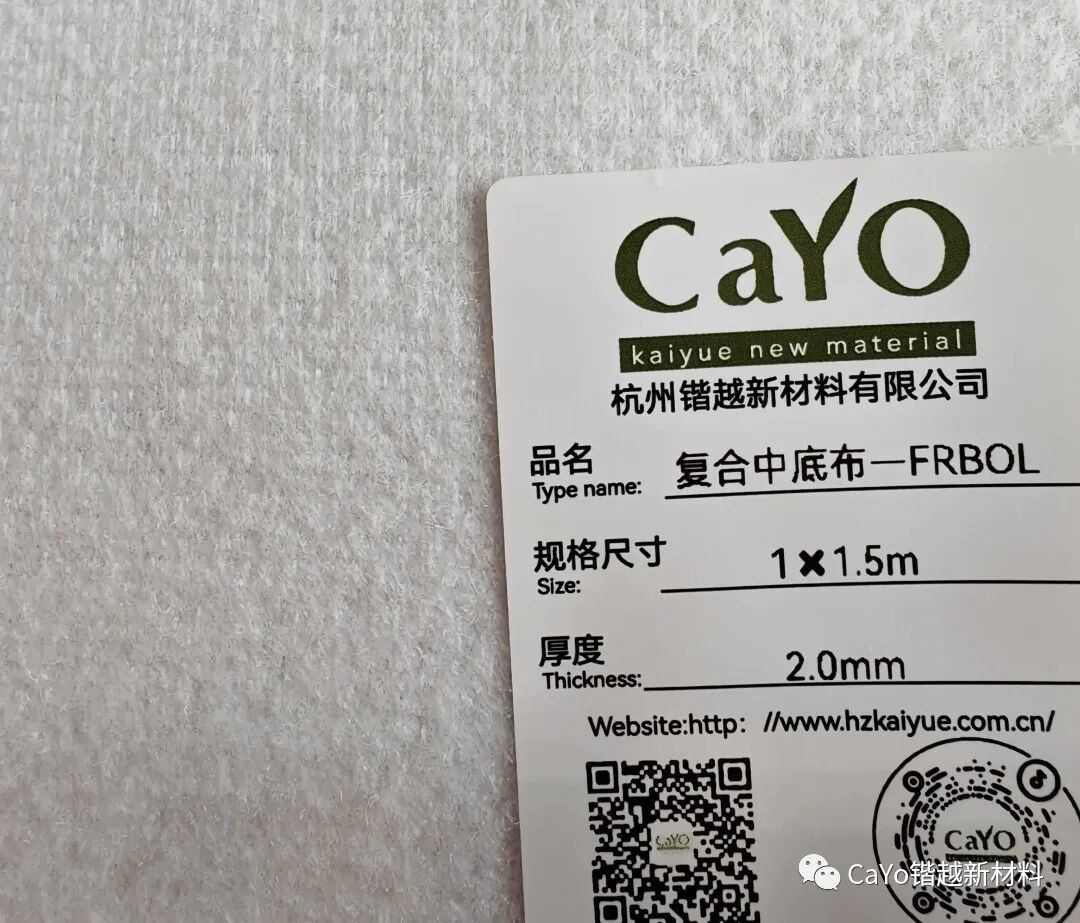 CaYO
kaiyue new material
杭州锴越新材料有限公司
品名 复合中底布—FRBOL
Type name:
规格尺寸 1×1.5m
Size:
厚度 2.0mm
Thickness:
Website:http: //www.hzkaiyue.com.cn/
CaYO
CaYO
CaYo锴越新材料